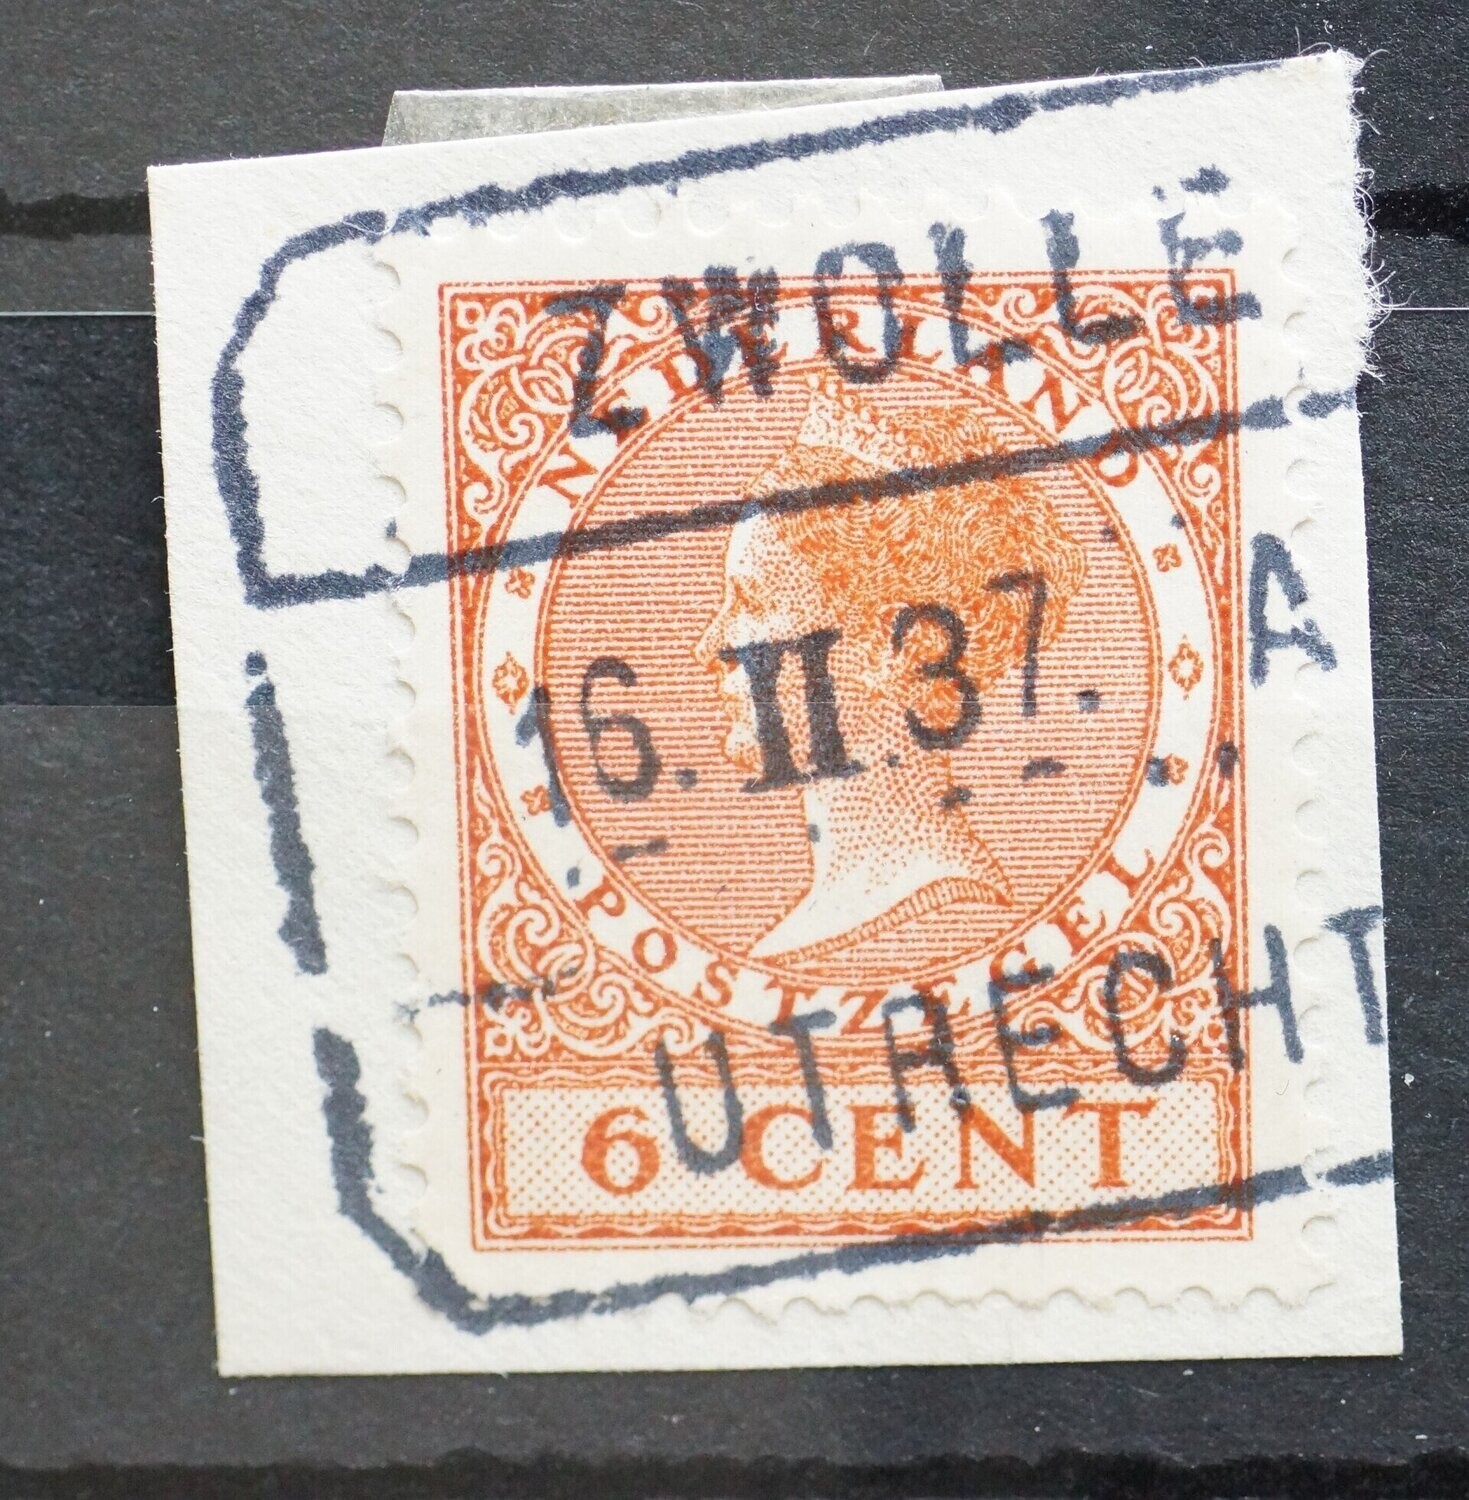 ZWOLLE
NEDERLAND
A
16.II.37.
POSTZEGEL
UTRECHT
6 CENT